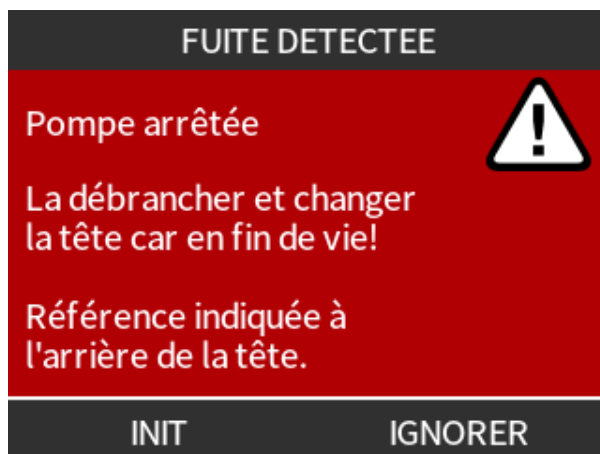 FUITE DETECTEE
Pompe arrêtée
La débrancher et changer
la tête car en fin de vie!
Référence indiquée à
l'arrière de la tête.
INIT
IGNORER